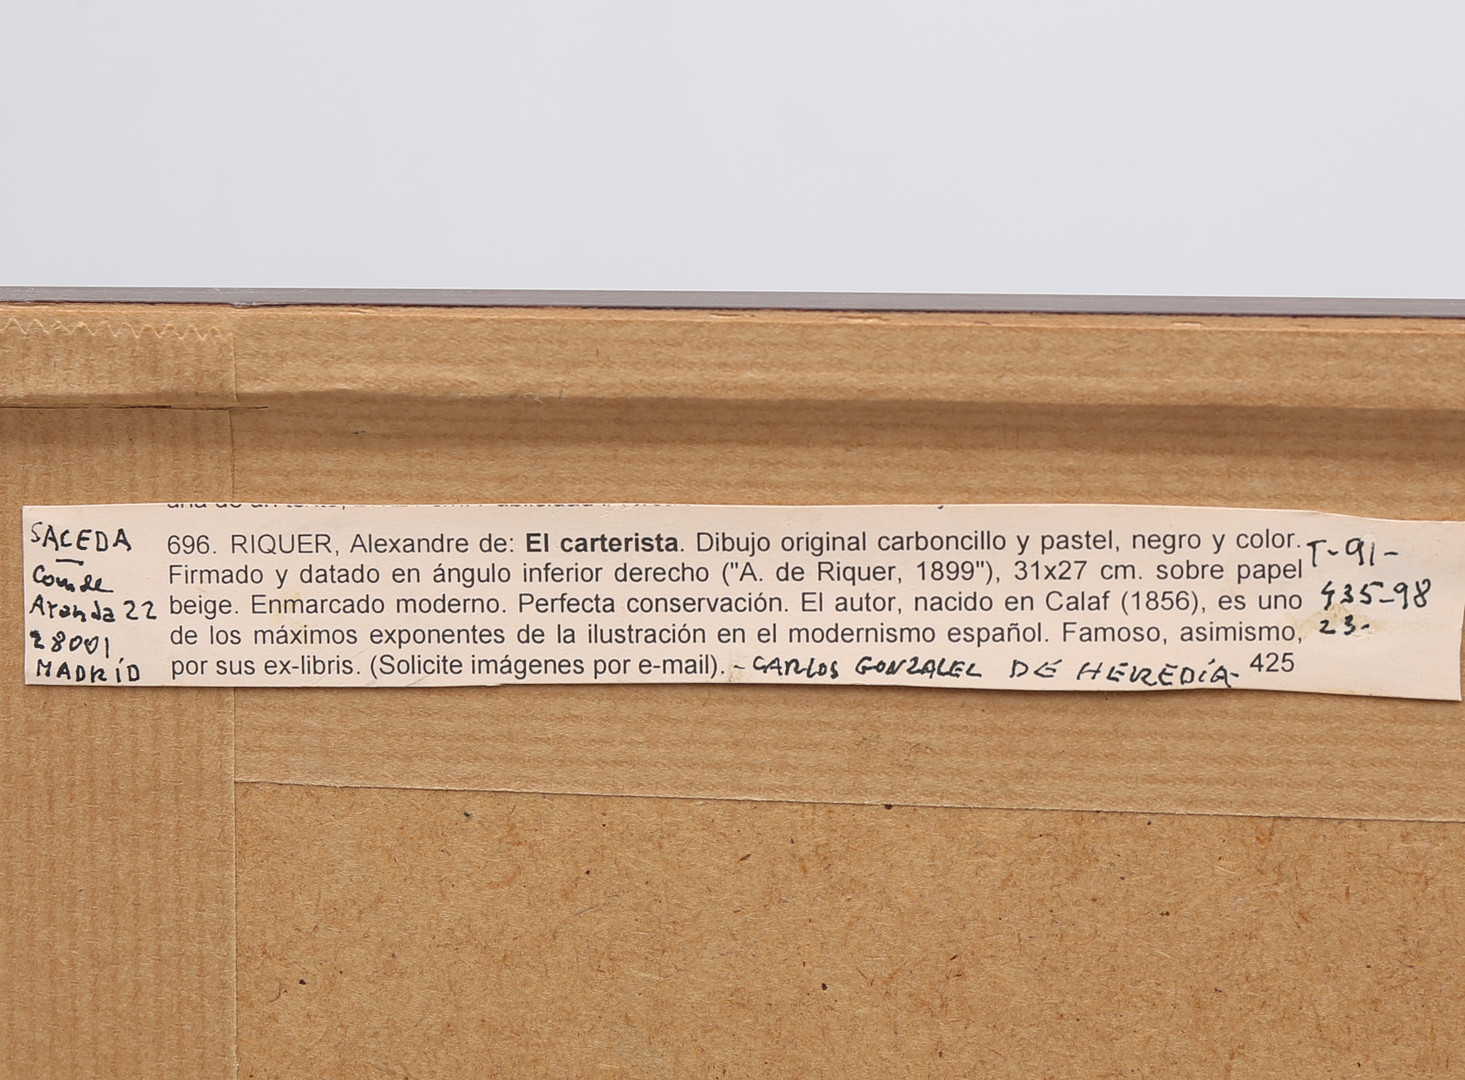 SACEDA
Conde
Aranda 22
28001
MADRID
696. RIQUER, Alexandre de: El carterista. Dibujo original carboncillo y pastel, negro y color.
Firmado y datado en ángulo inferior derecho ("A. de Riquer, 1899"), 31x27 cm. sobre papel
beige. Enmarcado moderno. Perfecta conservación. El autor, nacido en Calaf (1856), es uno
de los máximos exponentes de la ilustración en el modernismo español. Famoso, asimismo,
por sus ex-libris. (Solicite imágenes por e-mail). - CARLOS GONZALEL DE HEREDÍA- 425
T-91-
435-98
23-